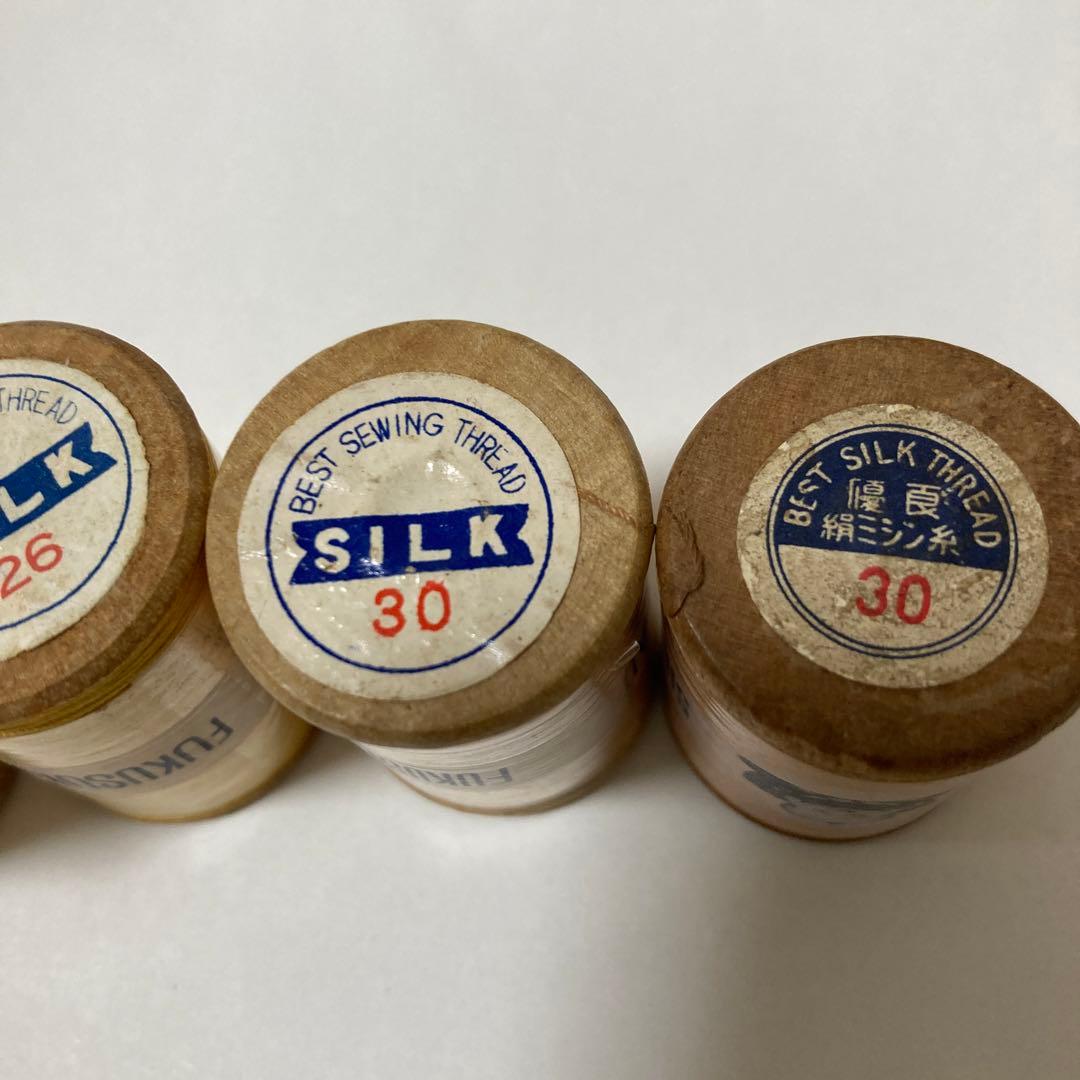 THREAD
LK
26
BEST SEWING THREAD
SILK
30
BEST SILK THREAD
優良
絹ミシン糸
30
FUKUS
FUKU